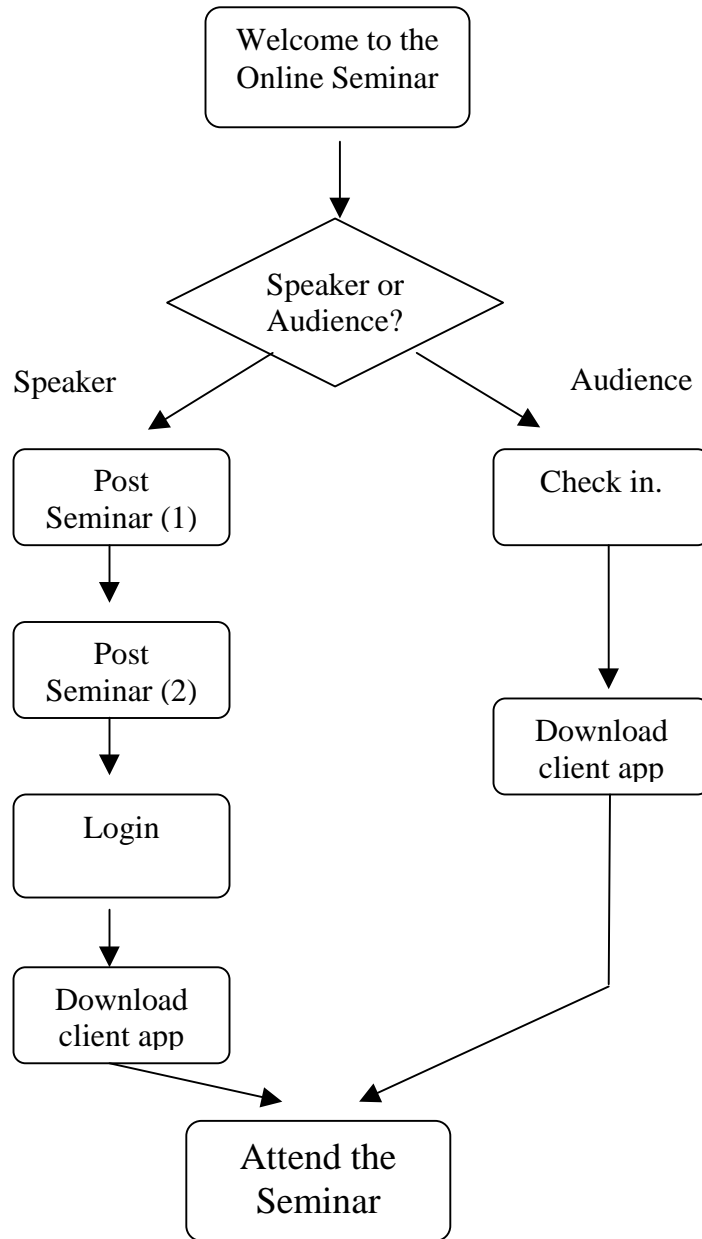 Welcome to the
Online Seminar
Speaker or
Audience?
Speaker
Audience
Post
Seminar (1)
Check in.
Post
Seminar (2)
Download
client app
Login
Download
client app
Attend the
Seminar